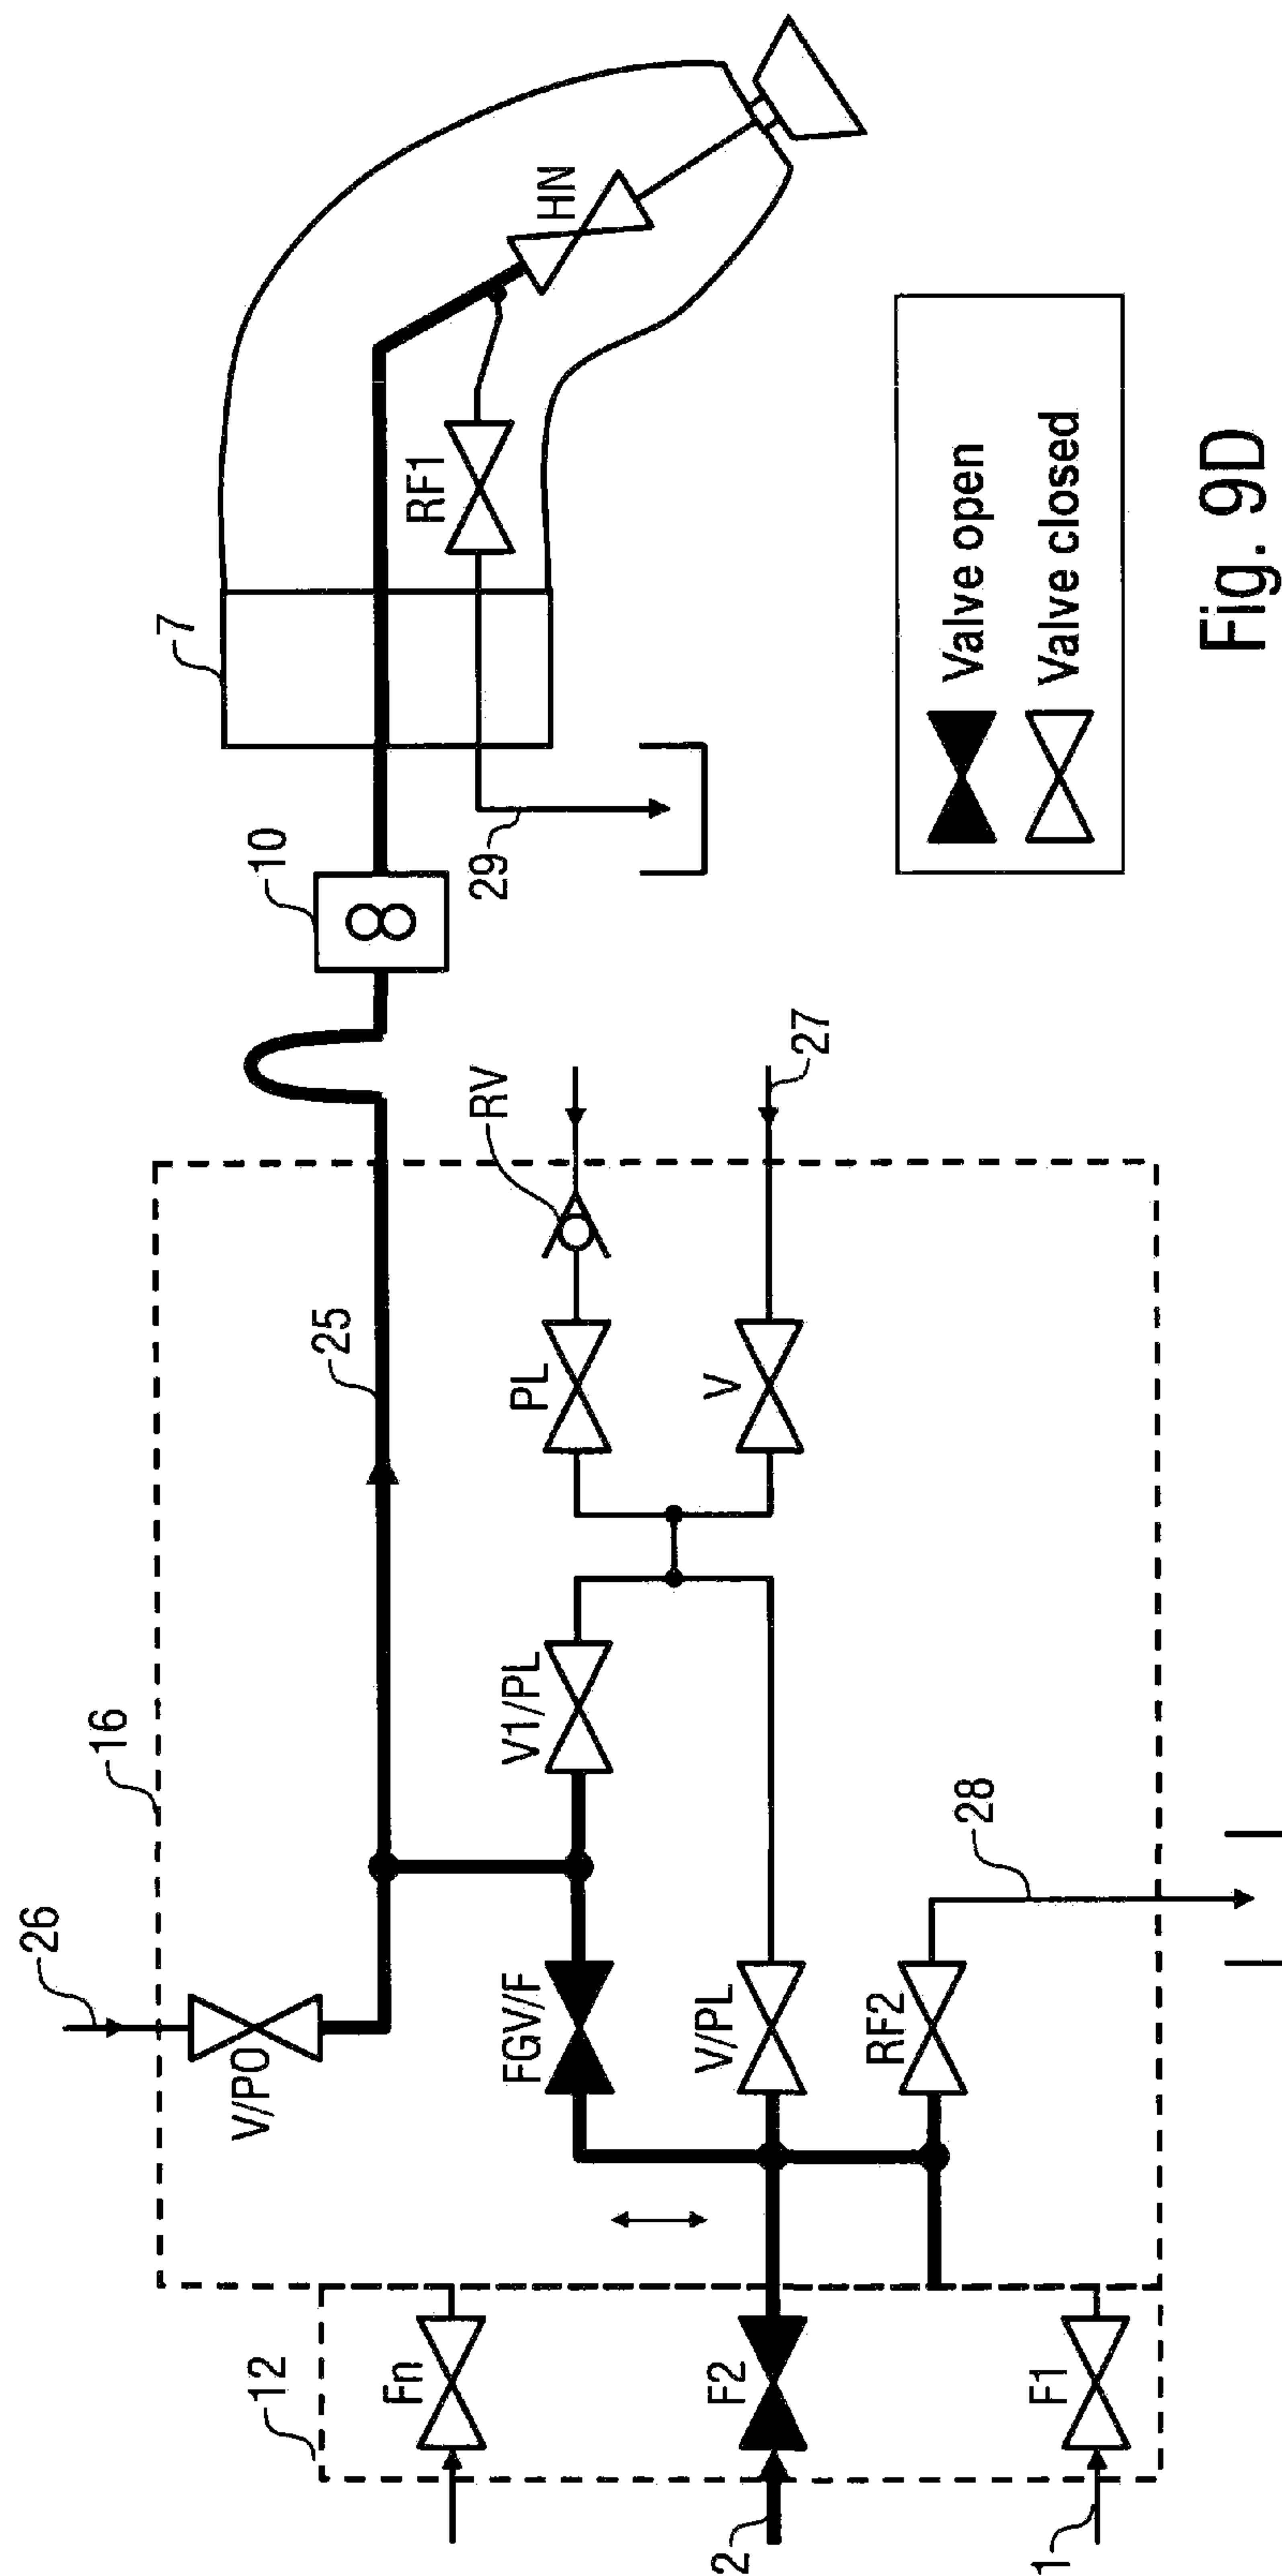 7
10
HN
RF1
29
RV
27
25
PL
V
16
V1/PL
26
V/PO
FGV/F
V/PL
RF2
28
12
Fn
F2
F1
2
1
Valve open
Valve closed
Fig. 9D